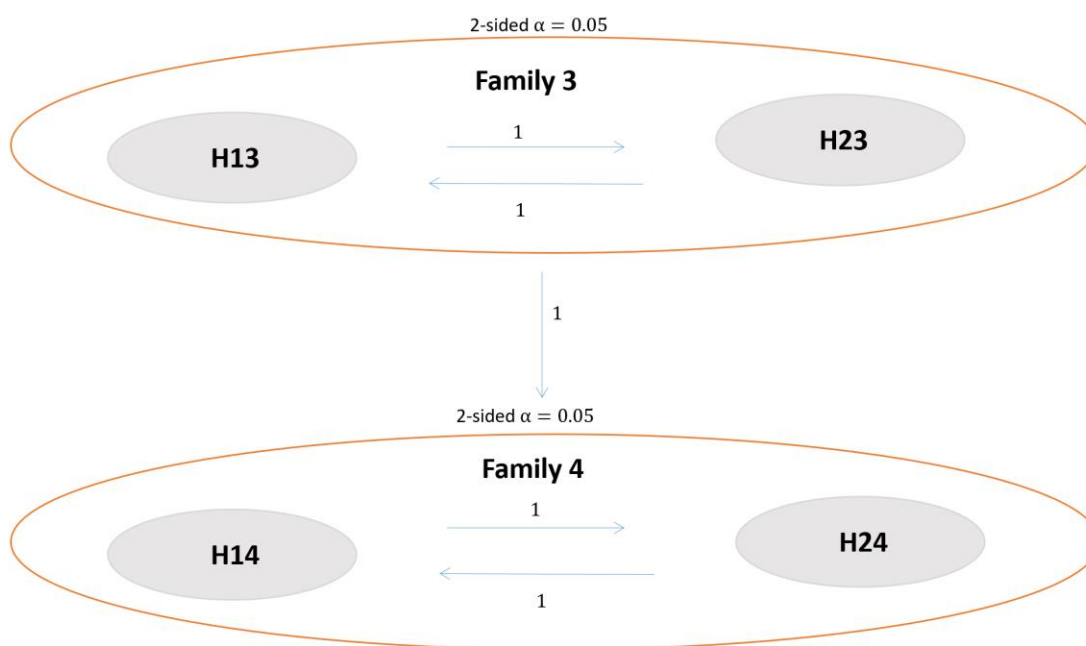 2-sided α = 0.05
Family 3
H13
1
H23
1
1
2-sided α = 0.05
Family 4
H14
1
H24
1